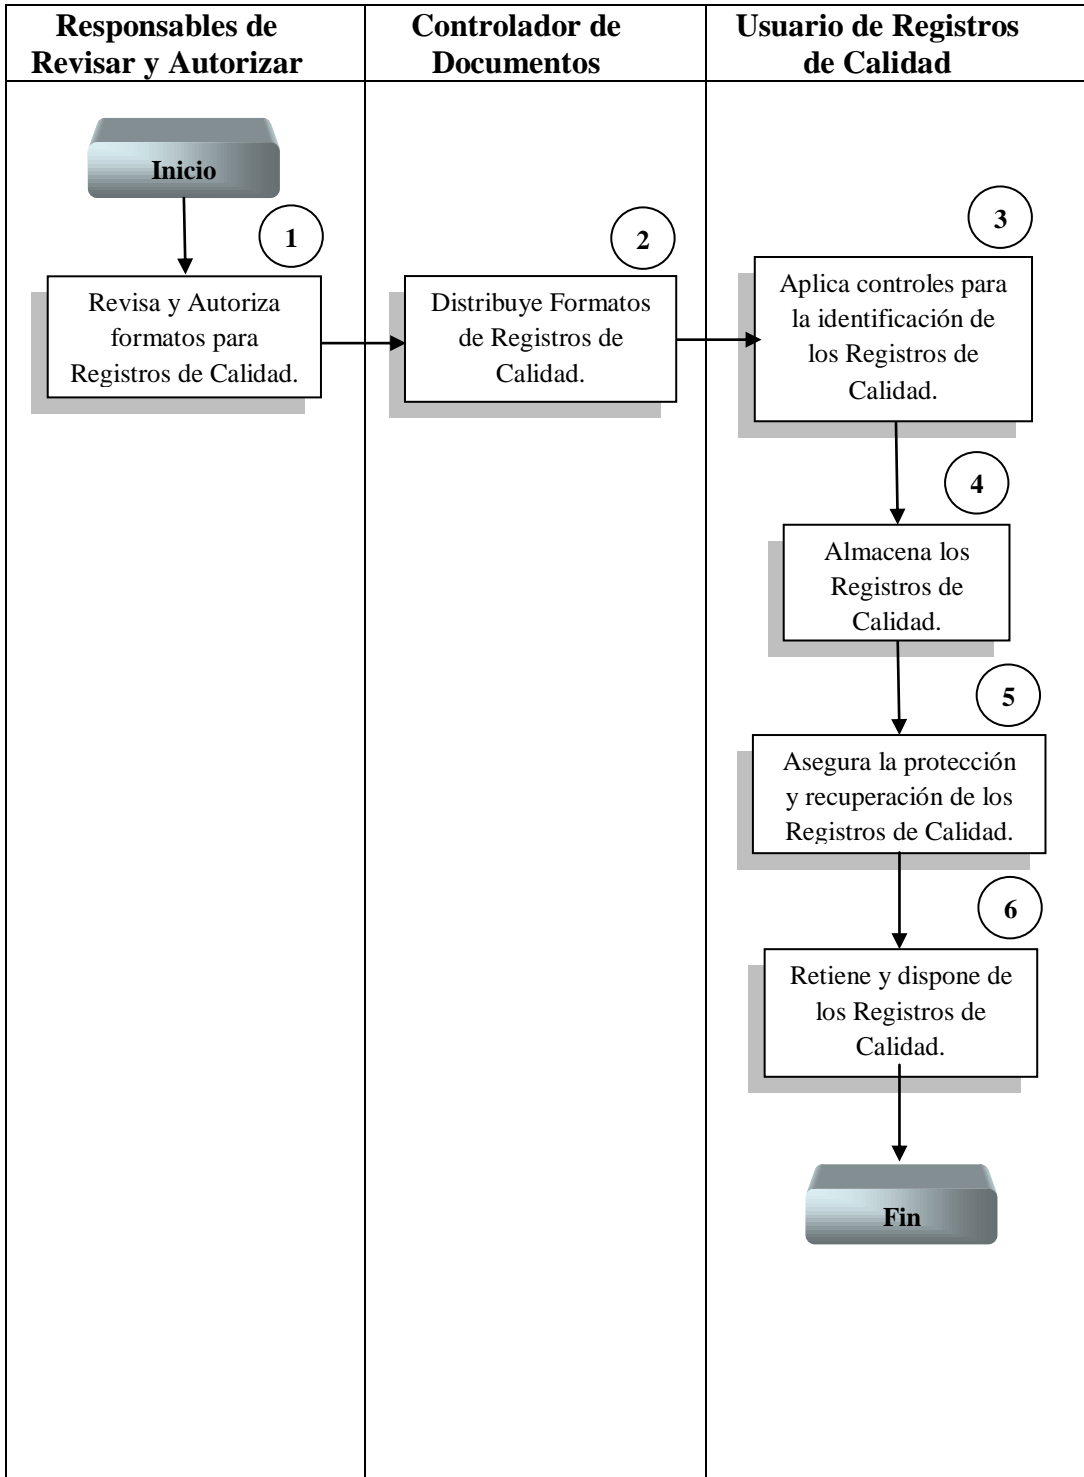 Responsables de
Revisar y Autorizar
Controlador de
Documentos
Usuario de Registros
de Calidad
Inicio
1
Revisa y Autoriza
formatos para
Registros de Calidad.
2
Distribuye Formatos
de Registros de
Calidad.
3
Aplica controles para
la identificación de
los Registros de
Calidad.
4
Almacena los
Registros de
Calidad.
5
Asegura la protección
y recuperación de los
Registros de Calidad.
6
Retiene y dispone de
los Registros de
Calidad.
Fin